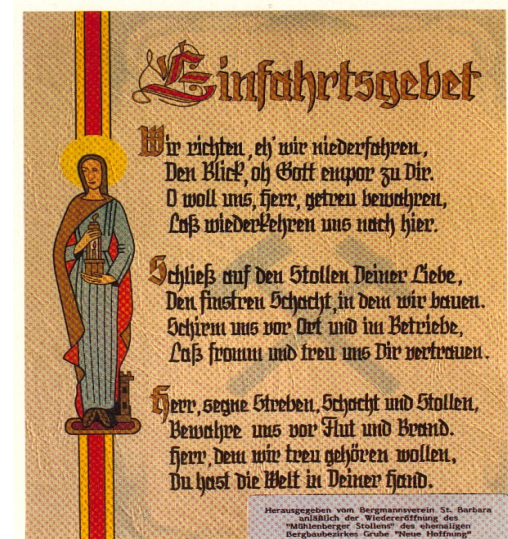 Einfahrtsgebet
Wir richten, eh' wir niederfahren,
Den Blick, oh Gott empor zu Dir.
O woll uns, Herr, getreu bewahren,
Laß wiederkehren uns nach hier.
Schließ auf den Stollen Deiner Liebe,
Den finstren Schacht, in dem wir bauen.
Schirm uns vor Ort und im Betriebe,
Laß fromm und treu uns Dir vertrauen.
Herr, segne Streben, Schacht und Stollen,
Bewahre uns vor Flut und Brand.
Herr, dem wir treu gehören wollen,
Du hast die Welt in Deiner Hand.
Herausgegeben vom Bergmannsverein St. Barbara
anläßlich der Wiedereröffnung des
"Mühlenberger Stollens" des ehemaligen
Bergbaubezirkes Grube "Neue Hoffnung"